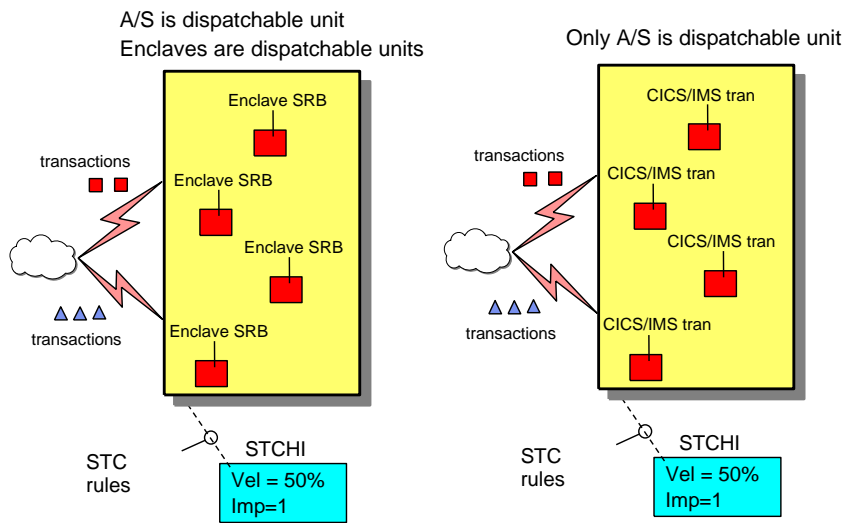 A/S is dispatchable unit
Enclaves are dispatchable units
Enclave SRB
transactions
Enclave SRB
Enclave SRB
transactions
Enclave SRB
STC
rules
STCHI
Vel = 50%
Imp=1
Only A/S is dispatchable unit
CICS/IMS tran
transactions
CICS/IMS tran
CICS/IMS tran
transactions
CICS/IMS tran
STC
rules
STCHI
Vel = 50%
Imp=1